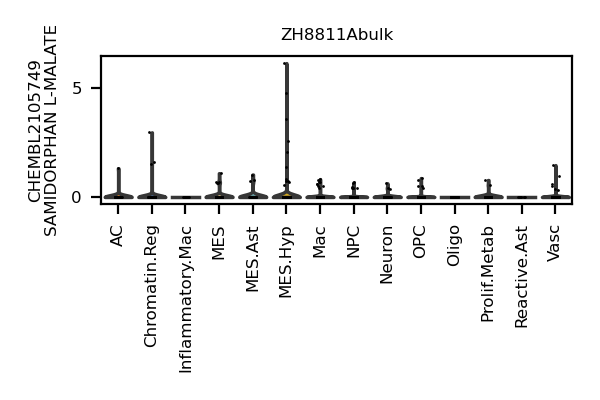 ZH8811Abulk
CHEMBL2105749
SAMIDORPHAN L-MALATE
5
0
AC
Chromatin.Reg
Inflammatory.Mac
MES
MES.Ast
MES.Hyp
Mac
NPC
Neuron
OPC
Oligo
Prolif.Metab
Reactive.Ast
Vasc